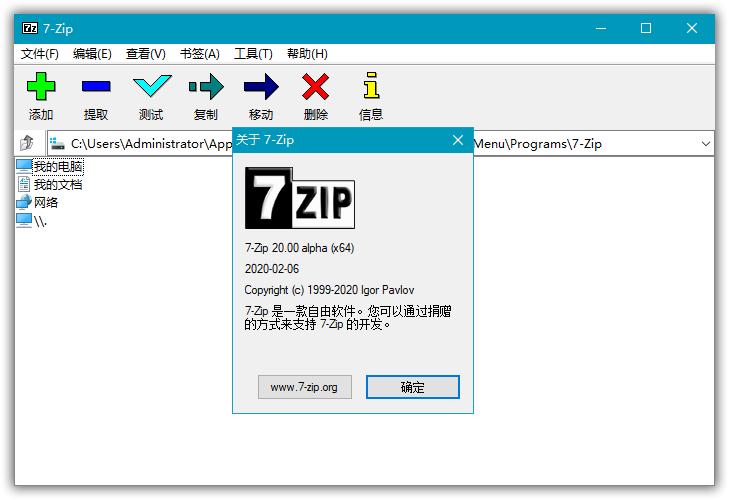 7-Zip
文件(F) 编辑(E) 查看(V) 书签(A) 工具(T) 帮助(H)
添加 提取 测试 复制 移动 删除 信息
C:\Users\Administrator\App
Menu\Programs\7-Zip
我的电脑
我的文档
网络
\\.
关于 7-Zip
7ZIP
7-Zip 20.00 alpha (x64)
2020-02-06
Copyright (c) 1999-2020 Igor Pavlov
7-Zip 是一款自由软件。您可以通过捐赠
的方式来支持 7-Zip 的开发。
www.7-zip.org 确定